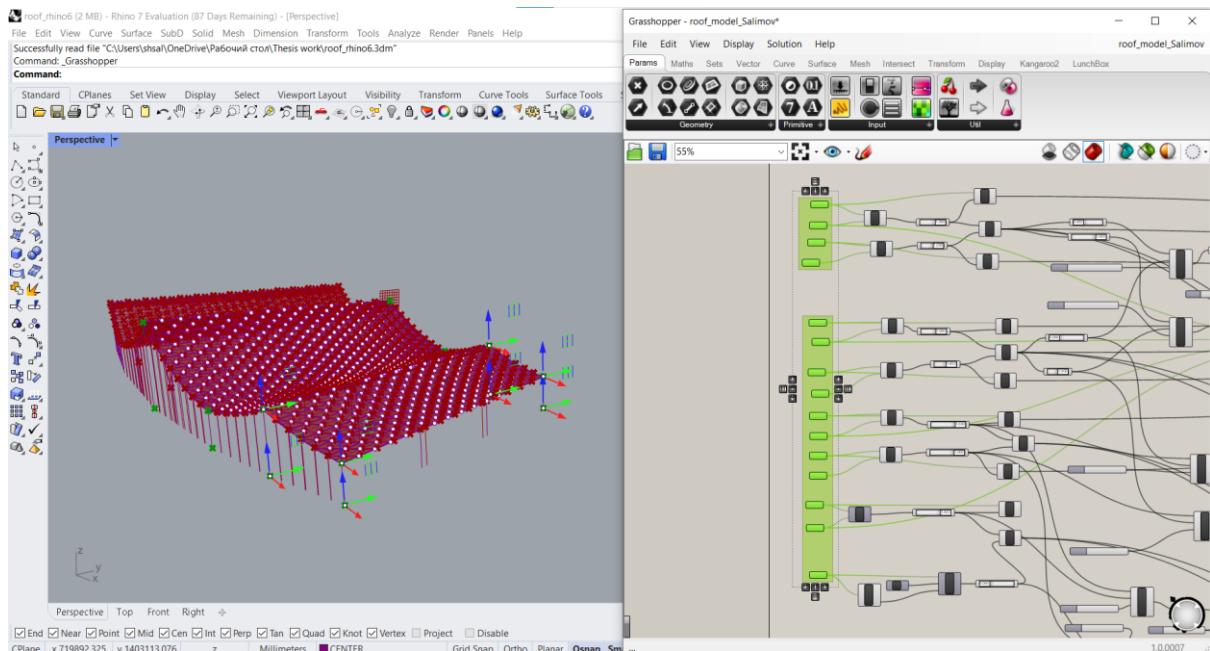 roof_rhino6 (2 MB) - Rhino 7 Evaluation (87 Days Remaining) - [Perspective]
File Edit View Curve Surface SubD Solid Mesh Dimension Transform Tools Analyze Render Panels Help
Successfully read file "C:\Users\shsal\OneDrive\Рабочий стол\Thesis work\roof_rhino6.3dm"
Command: _Grasshopper
Command:
Standard CPlanes Set View Display Select Viewport Layout Visibility Transform Curve Tools Surface Tools
Perspective
z
y
x
Perspective Top Front Right
End Near Point Mid Cen Int Perp Tan Quad Knot Vertex Project Disable
CPlane x 719892.325 y 1403113.076 z Millimeters CENTER Grid Snap Ortho Planar Osnap Sm
Grasshopper - roof_model_Salimov*
File Edit View Display Solution Help roof_model_Salimov
Params Maths Sets Vector Curve Surface Mesh Intersect Transform Display Kangaroo2 LunchBox
Geometry Primitive Input Util
55%
1.0.0007